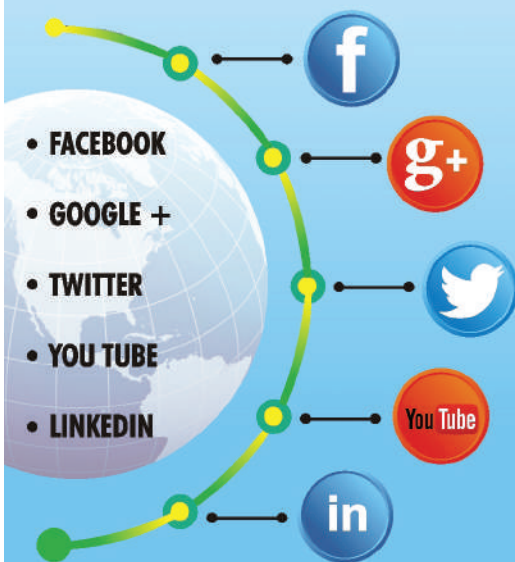 f
• FACEBOOK
g+
• GOOGLE +
• TWITTER
• YOU TUBE
You Tube
• LINKEDIN
in